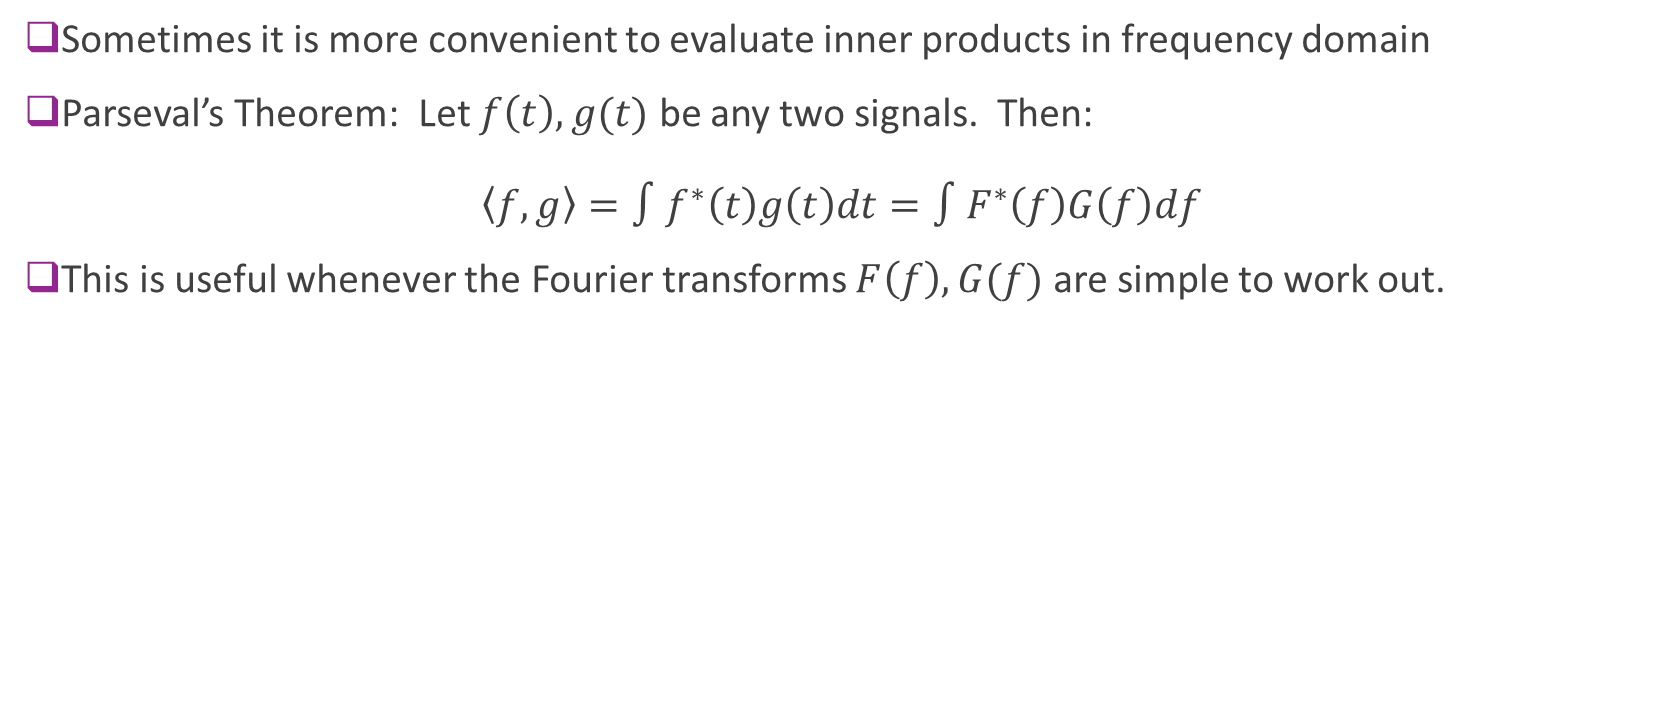 ❑Sometimes it is more convenient to evaluate inner products in frequency domain
❑Parseval’s Theorem: Let f(t), g(t) be any two signals. Then:
⟨f, g⟩ = ∫ f*(t)g(t)dt = ∫ F*(f)G(f)df
❑This is useful whenever the Fourier transforms F(f), G(f) are simple to work out.